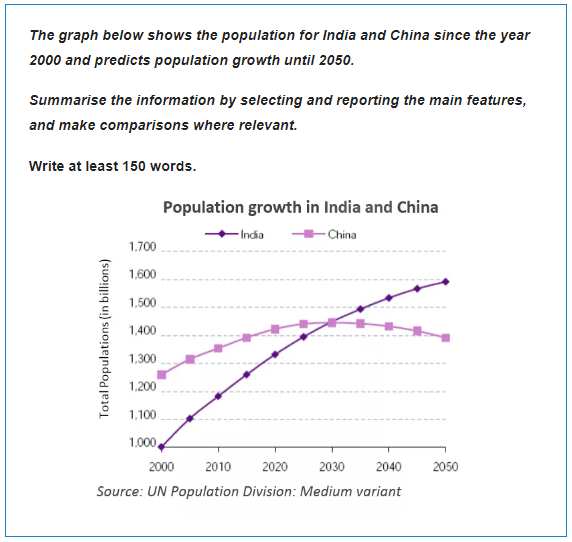 The graph below shows the population for India and China since the year
2000 and predicts population growth until 2050.
Summarise the information by selecting and reporting the main features,
and make comparisons where relevant.
Write at least 150 words.
Population growth in India and China
India China
Total Populations (in billions)
1,700
1,600
1,500
1,400
1,300
1,200
1,100
1,000
2000 2010 2020 2030 2040 2050
Source: UN Population Division: Medium variant